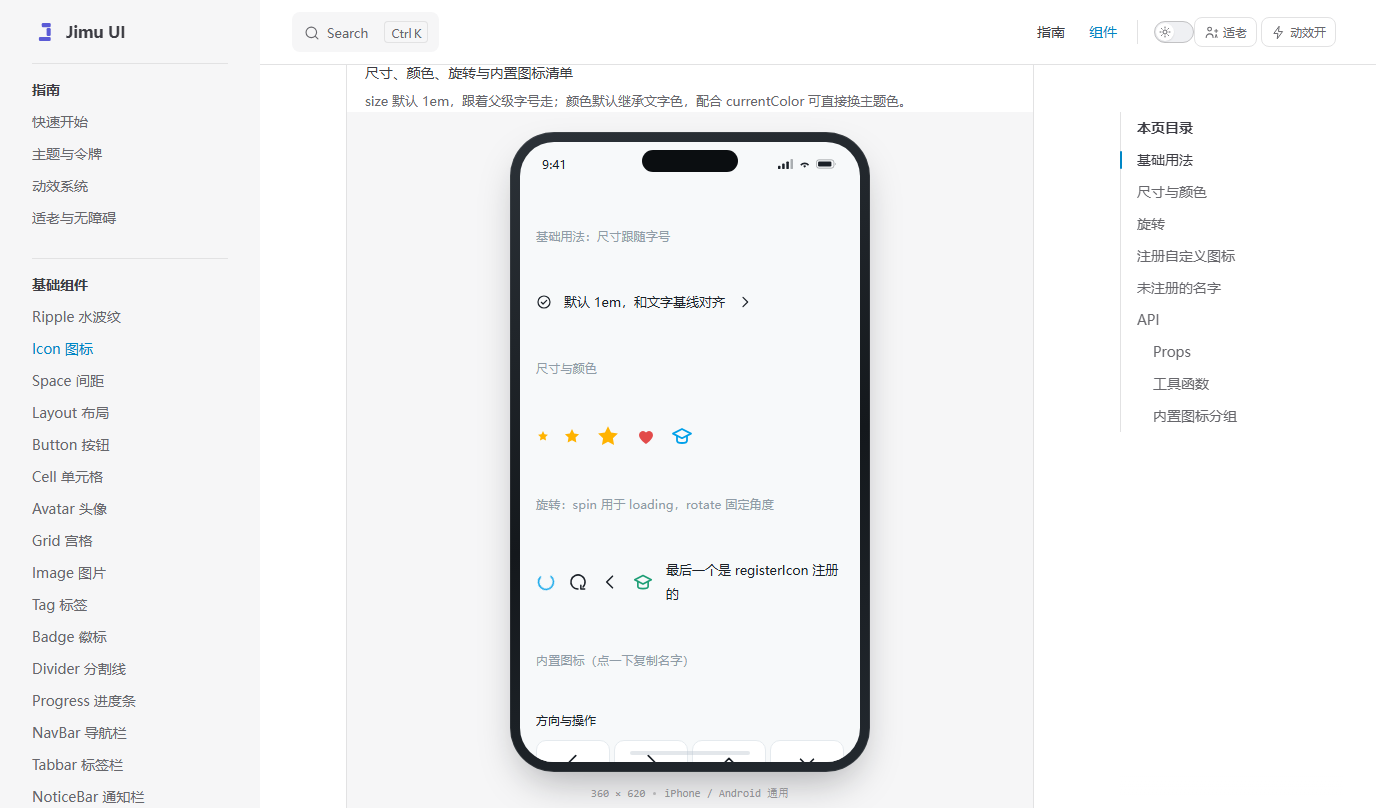 Jimu UI
Search
Ctrl K
指南
组件
适老
动效开
指南
快速开始
主题与令牌
动效系统
适老与无障碍
基础组件
Ripple 水波纹
Icon 图标
Space 间距
Layout 布局
Button 按钮
Cell 单元格
Avatar 头像
Grid 宫格
Image 图片
Tag 标签
Badge 徽标
Divider 分割线
Progress 进度条
NavBar 导航栏
Tabbar 标签栏
NoticeBar 通知栏
尺寸、颜色、旋转与内置图标清单
size 默认 1em，跟着父级字号走；颜色默认继承文字色，配合 currentColor 可直接换主题色。
9:41
基础用法：尺寸跟随字号
默认 1em，和文字基线对齐
尺寸与颜色
旋转：spin 用于 loading，rotate 固定角度
最后一个是 registerIcon 注册
的
内置图标（点一下复制名字）
方向与操作
360 × 620 · iPhone / Android 通用
本页目录
基础用法
尺寸与颜色
旋转
注册自定义图标
未注册的名字
API
Props
工具函数
内置图标分组